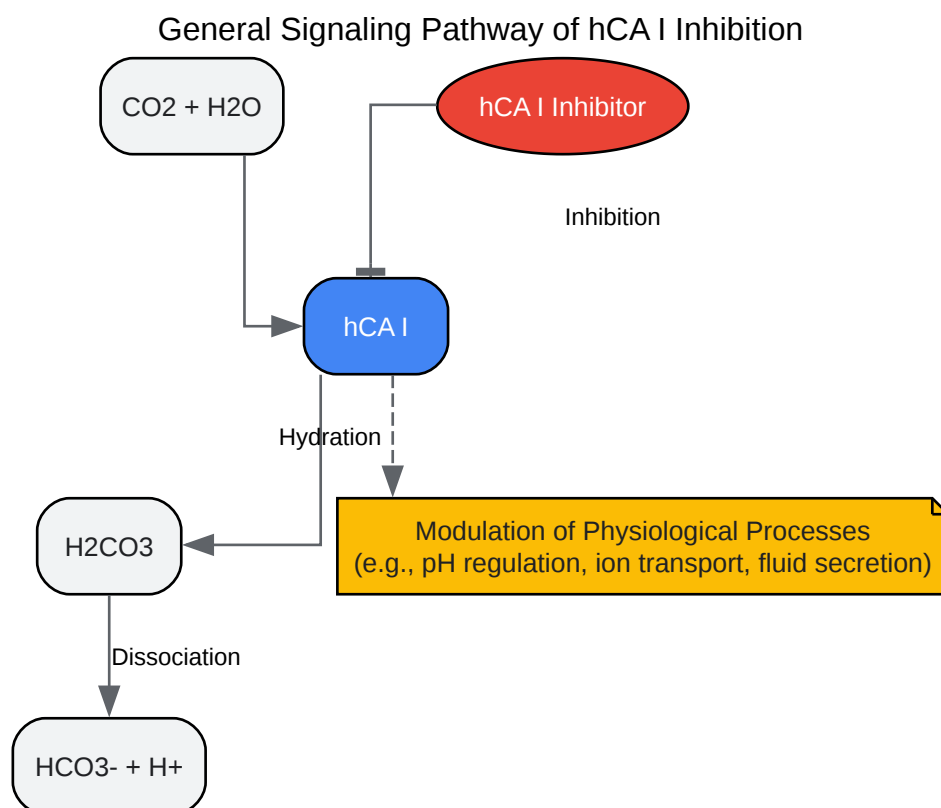 General Signaling Pathway of hCA I Inhibition
CO2 + H2O
hCA I Inhibitor
Inhibition
hCA I
Hydration
Modulation of Physiological Processes
(e.g., pH regulation, ion transport, fluid secretion)
H2CO3
Dissociation
HCO3- + H+